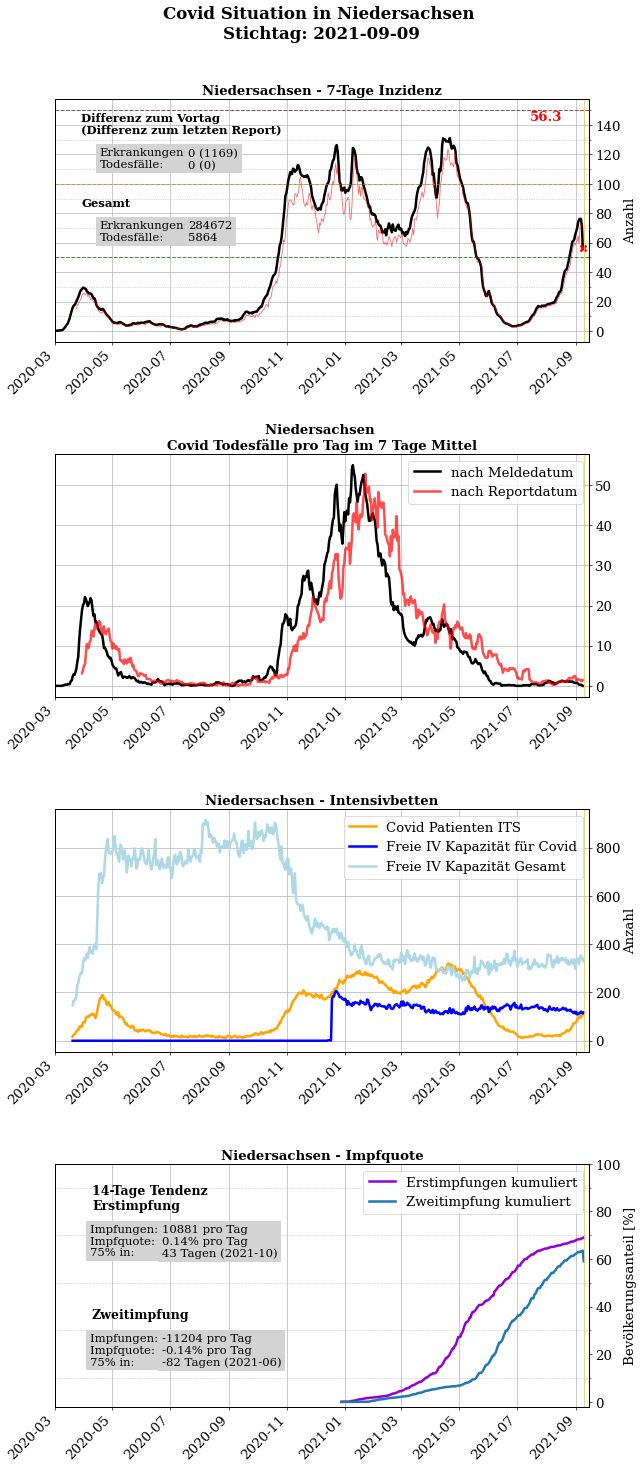 Covid Situation in Niedersachsen
Stichtag: 2021-09-09
Niedersachsen - 7-Tage Inzidenz
Differenz zum Vortag
(Differenz zum letzten Report)
Erkrankungen 0 (1169)
Todesfälle: 0 (0)
Gesamt
Erkrankungen 284672
Todesfälle: 5864
56.3
140
120
100
80
60
40
20
0
Anzahl
2020-03
2020-05
2020-07
2020-09
2020-11
2021-01
2021-03
2021-05
2021-07
2021-09
Niedersachsen
Covid Todesfälle pro Tag im 7 Tage Mittel
nach Meldedatum
nach Reportdatum
50
40
30
20
10
0
2020-03
2020-05
2020-07
2020-09
2020-11
2021-01
2021-03
2021-05
2021-07
2021-09
Niedersachsen - Intensivbetten
Covid Patienten ITS
Freie IV Kapazität für Covid
Freie IV Kapazität Gesamt
800
600
400
200
0
Anzahl
2020-03
2020-05
2020-07
2020-09
2020-11
2021-01
2021-03
2021-05
2021-07
2021-09
Niedersachsen - Impfquote
14-Tage Tendenz
Erstimpfung
Impfungen: 10881 pro Tag
Impfquote: 0.14% pro Tag
75% in: 43 Tagen (2021-10)
Zweitimpfung
Impfungen: -11204 pro Tag
Impfquote: -0.14% pro Tag
75% in: -82 Tagen (2021-06)
Erstimpfungen kumuliert
Zweitimpfung kumuliert
100
80
60
40
20
0
Bevölkerungsanteil [%]
2020-03
2020-05
2020-07
2020-09
2020-11
2021-01
2021-03
2021-05
2021-07
2021-09